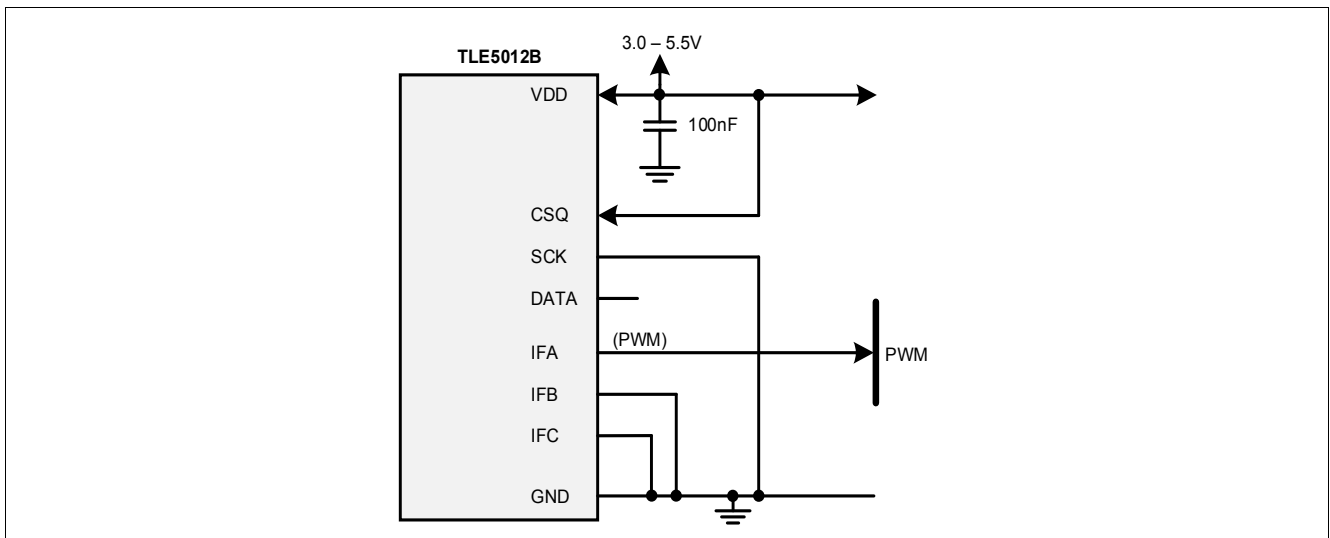 3.0 – 5.5V
TLE5012B
VDD
100nF
CSQ
SCK
DATA
(PWM)
IFA
PWM
IFB
IFC
GND